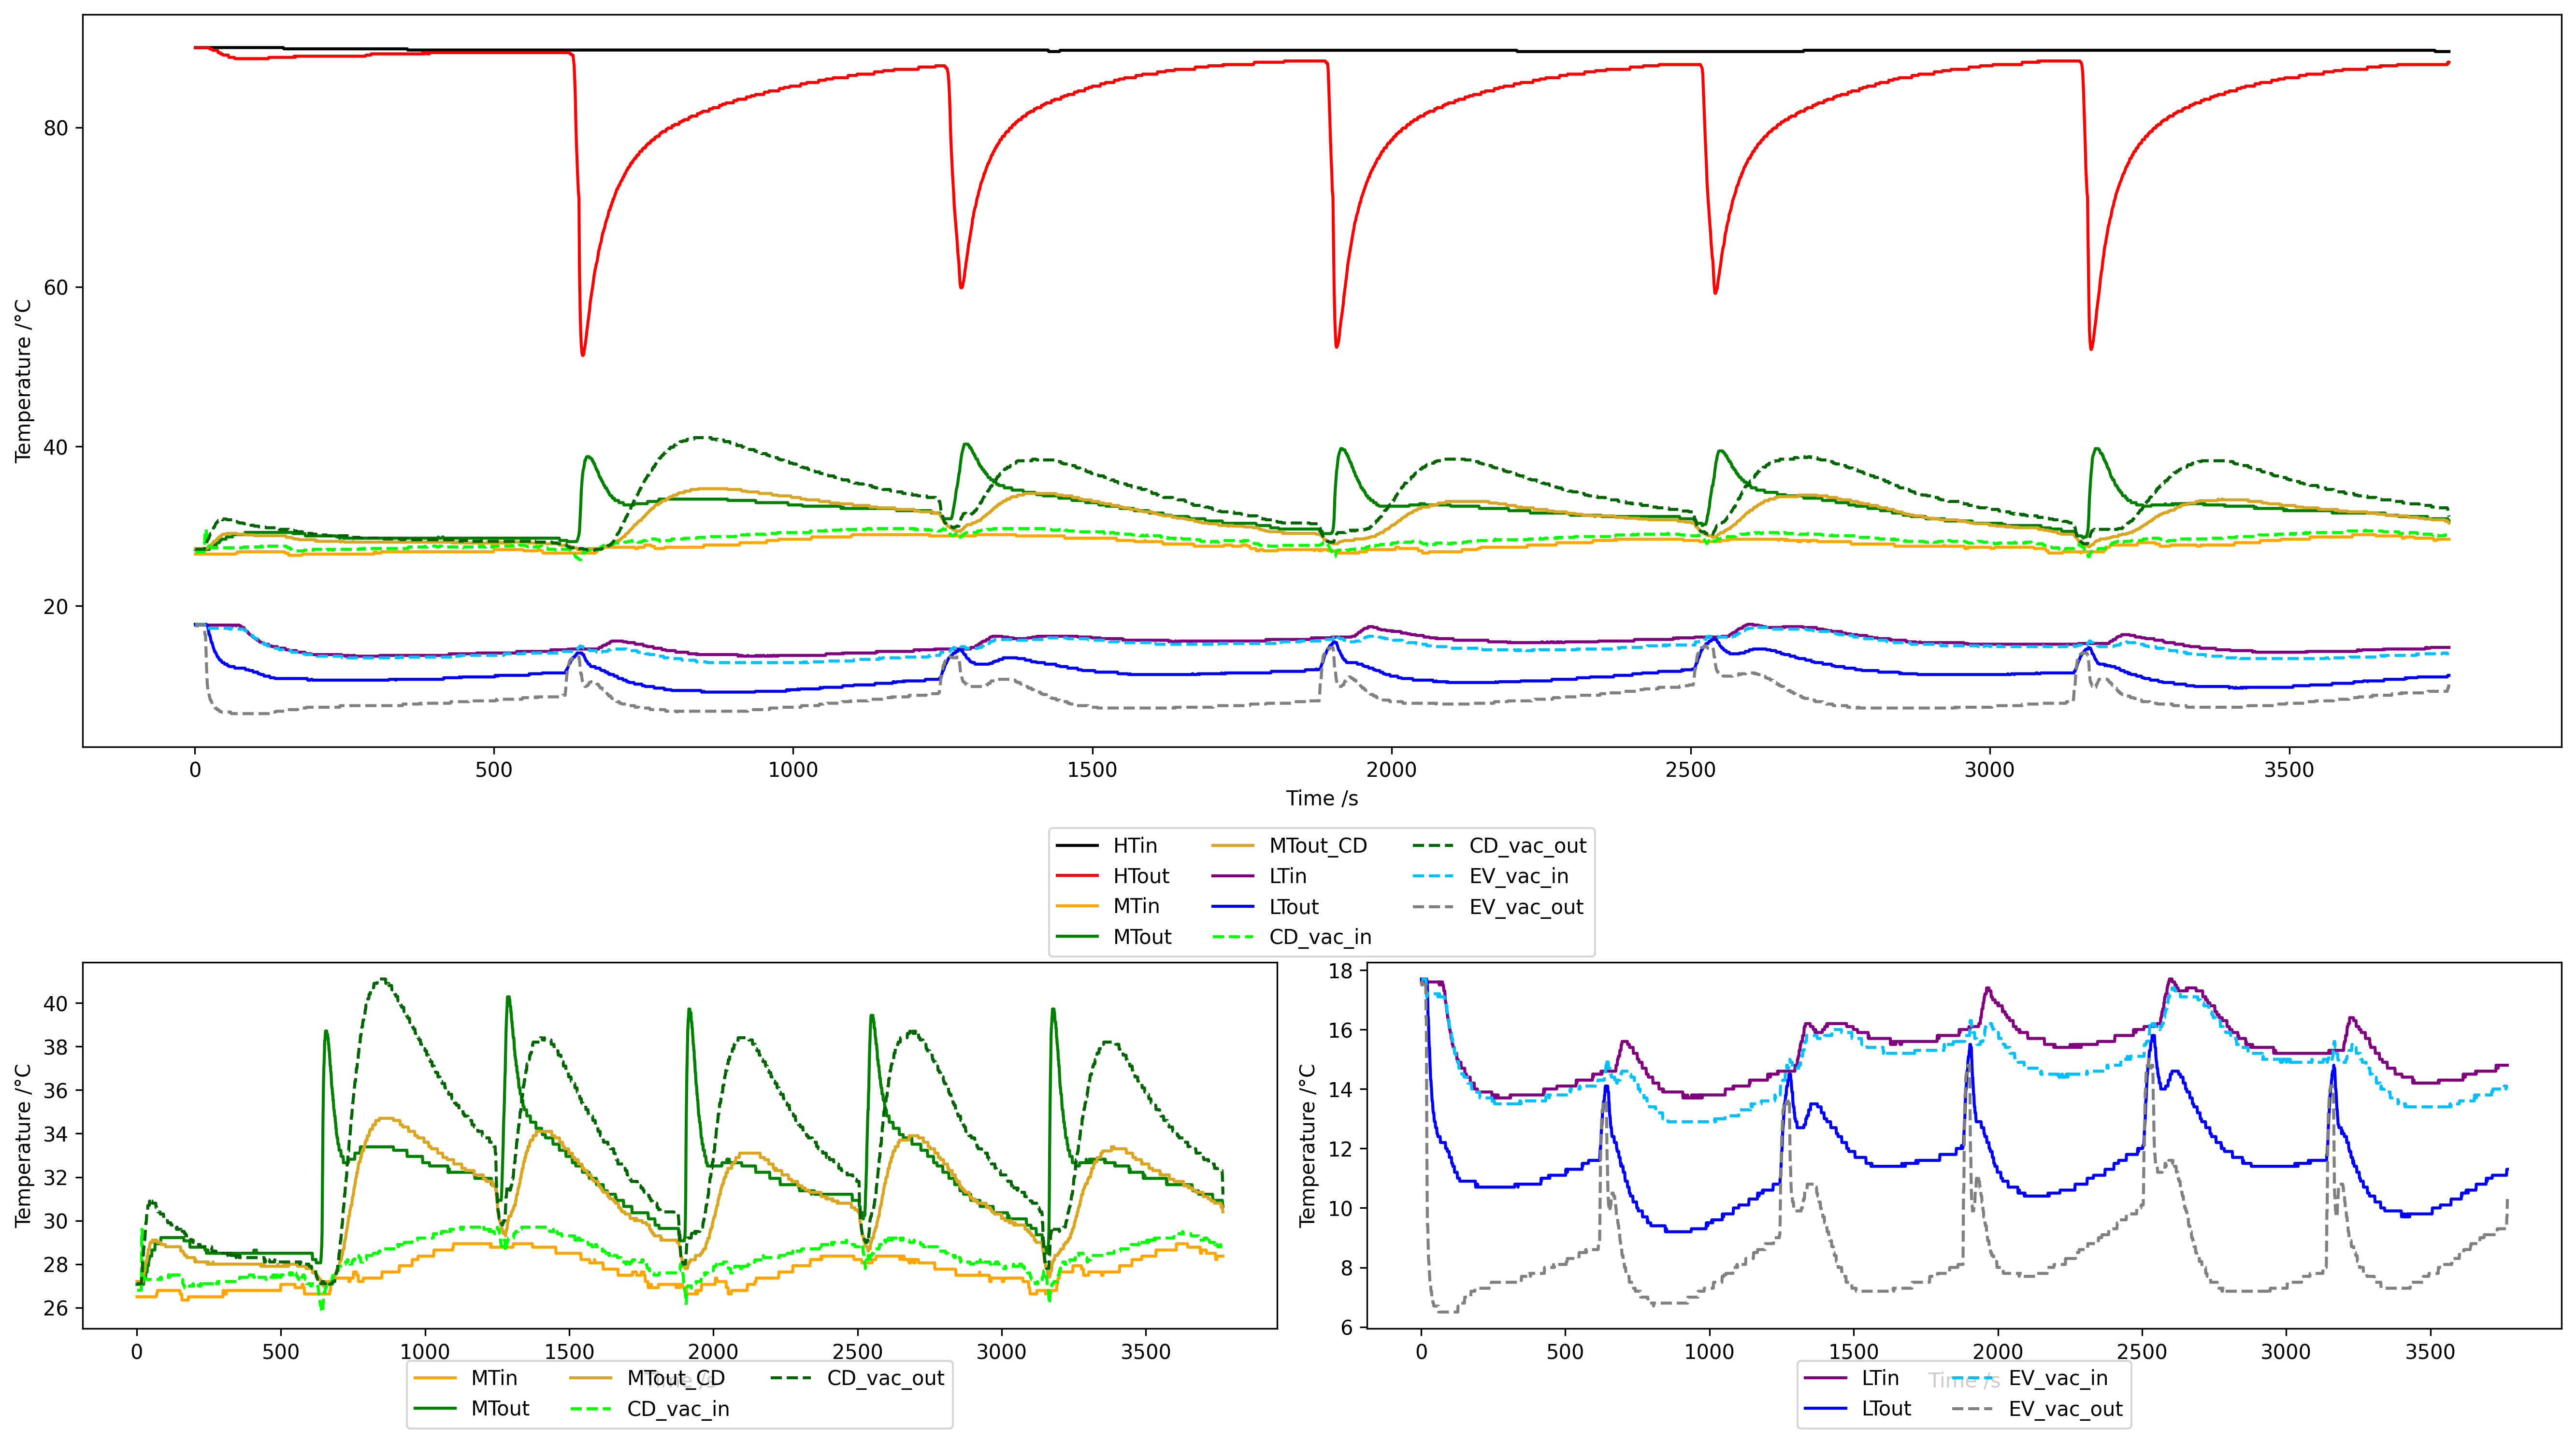 Temperature /°C
80
60
40
20
0 500 1000 1500 2000 2500 3000 3500
Time /s
HTin MTout_CD CD_vac_out
HTout LTin EV_vac_in
MTin LTout EV_vac_out
MTout CD_vac_in
Temperature /°C
40
38
36
34
32
30
28
26
0 500 1000 1500 2000 2500 3000 3500
Time /s
MTin MTout_CD CD_vac_out
MTout CD_vac_in
Temperature /°C
18
16
14
12
10
8
6
0 500 1000 1500 2000 2500 3000 3500
Time /s
LTin EV_vac_in
LTout EV_vac_out